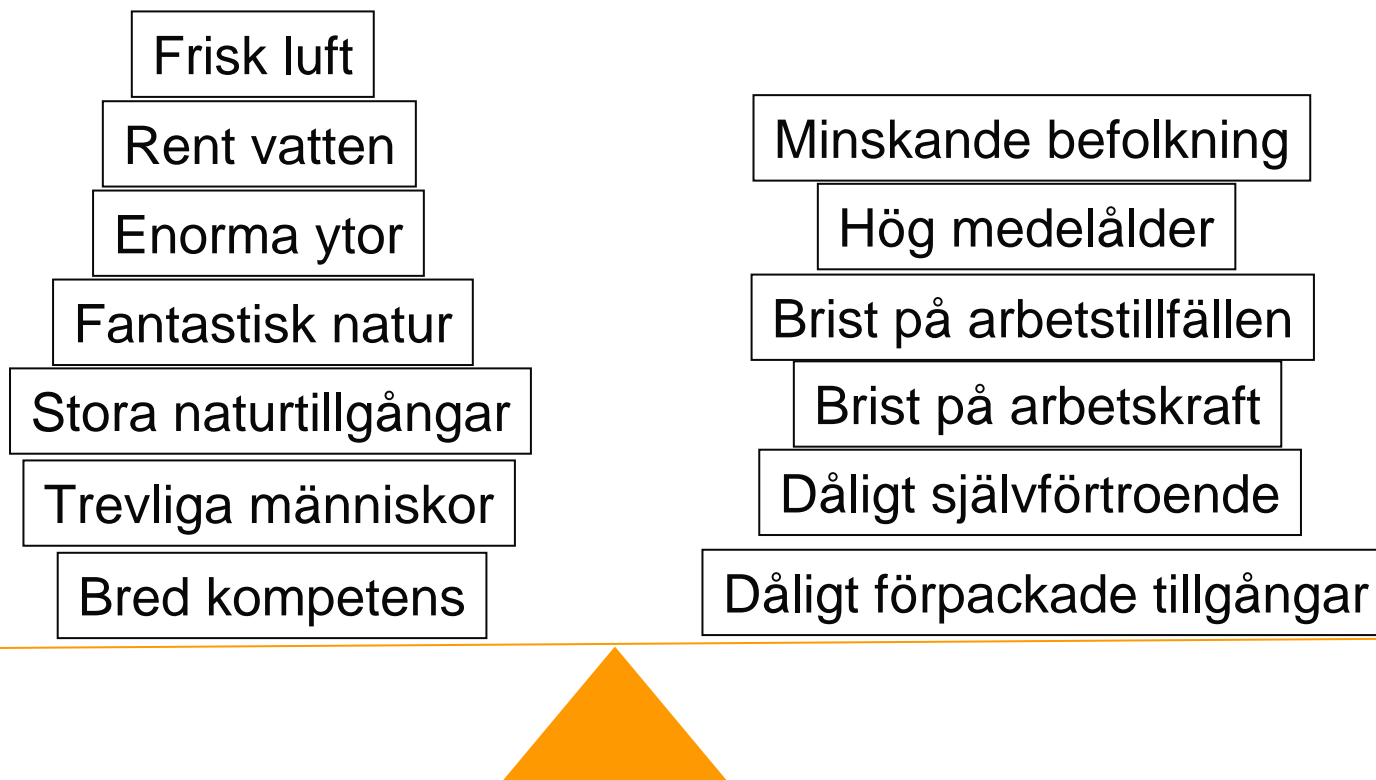 Frisk luft
Rent vatten
Enorma ytor
Fantastisk natur
Stora naturtillgångar
Trevliga människor
Bred kompetens
Minskande befolkning
Hög medelålder
Brist på arbetstillfällen
Brist på arbetskraft
Dåligt självförtroende
Dåligt förpackade tillgångar